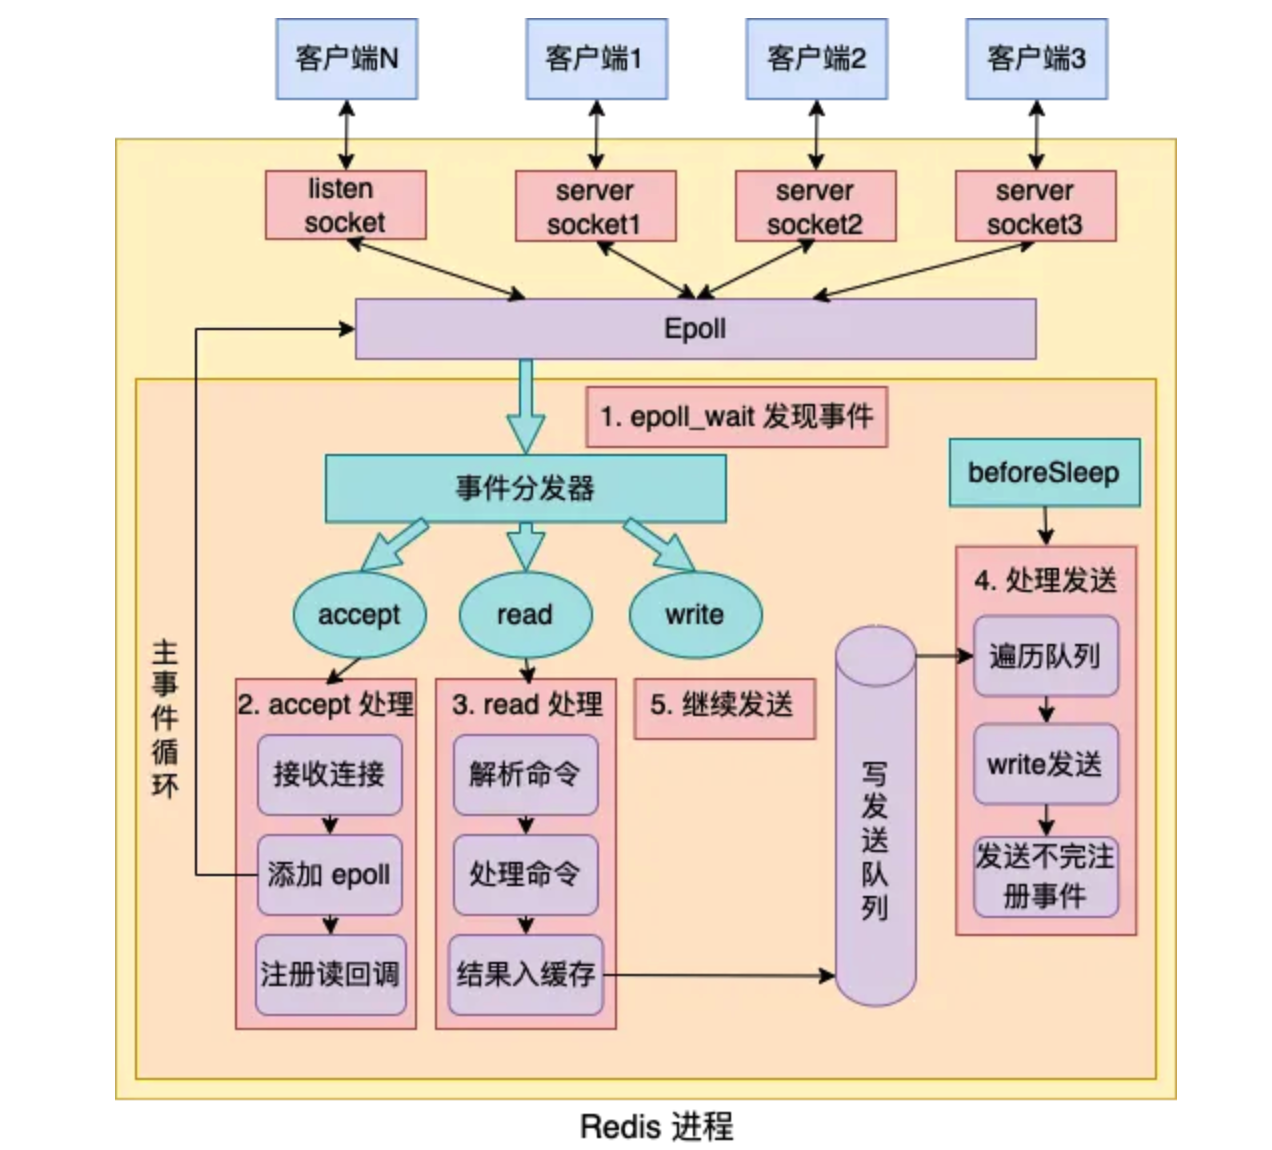 客户端N
客户端1
客户端2
客户端3
listen
socket
server
socket1
server
socket2
server
socket3
Epoll
1. epoll_wait 发现事件
事件分发器
beforeSleep
accept
read
write
主事件循环
2. accept 处理
接收连接
添加 epoll
注册读回调
3. read 处理
解析命令
处理命令
结果入缓存
5. 继续发送
写发送队列
4. 处理发送
遍历队列
write发送
发送不完注
册事件
Redis 进程